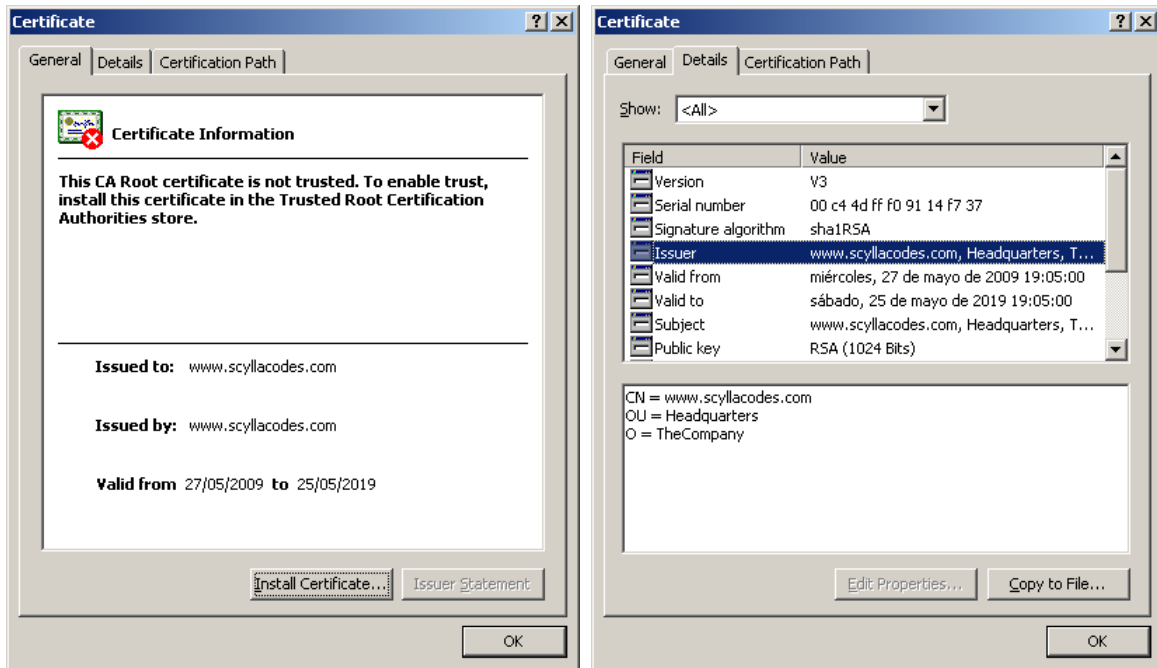 Certificate
General Details Certification Path
Certificate Information
This CA Root certificate is not trusted. To enable trust,
install this certificate in the Trusted Root Certification
Authorities store.
Issued to: www.scyllacodes.com
Issued by: www.scyllacodes.com
Valid from 27/05/2009 to 25/05/2019
Install Certificate... Issuer Statement
OK
Certificate
General Details Certification Path
Show: <All>
Field Value
Version V3
Serial number 00 c4 4d ff f0 91 14 f7 37
Signature algorithm sha1RSA
Issuer www.scyllacodes.com, Headquarters, T...
Valid from miércoles, 27 de mayo de 2009 19:05:00
Valid to sábado, 25 de mayo de 2019 19:05:00
Subject www.scyllacodes.com, Headquarters, T...
Public key RSA (1024 Bits)
CN = www.scyllacodes.com
OU = Headquarters
O = TheCompany
Edit Properties... Copy to File...
OK